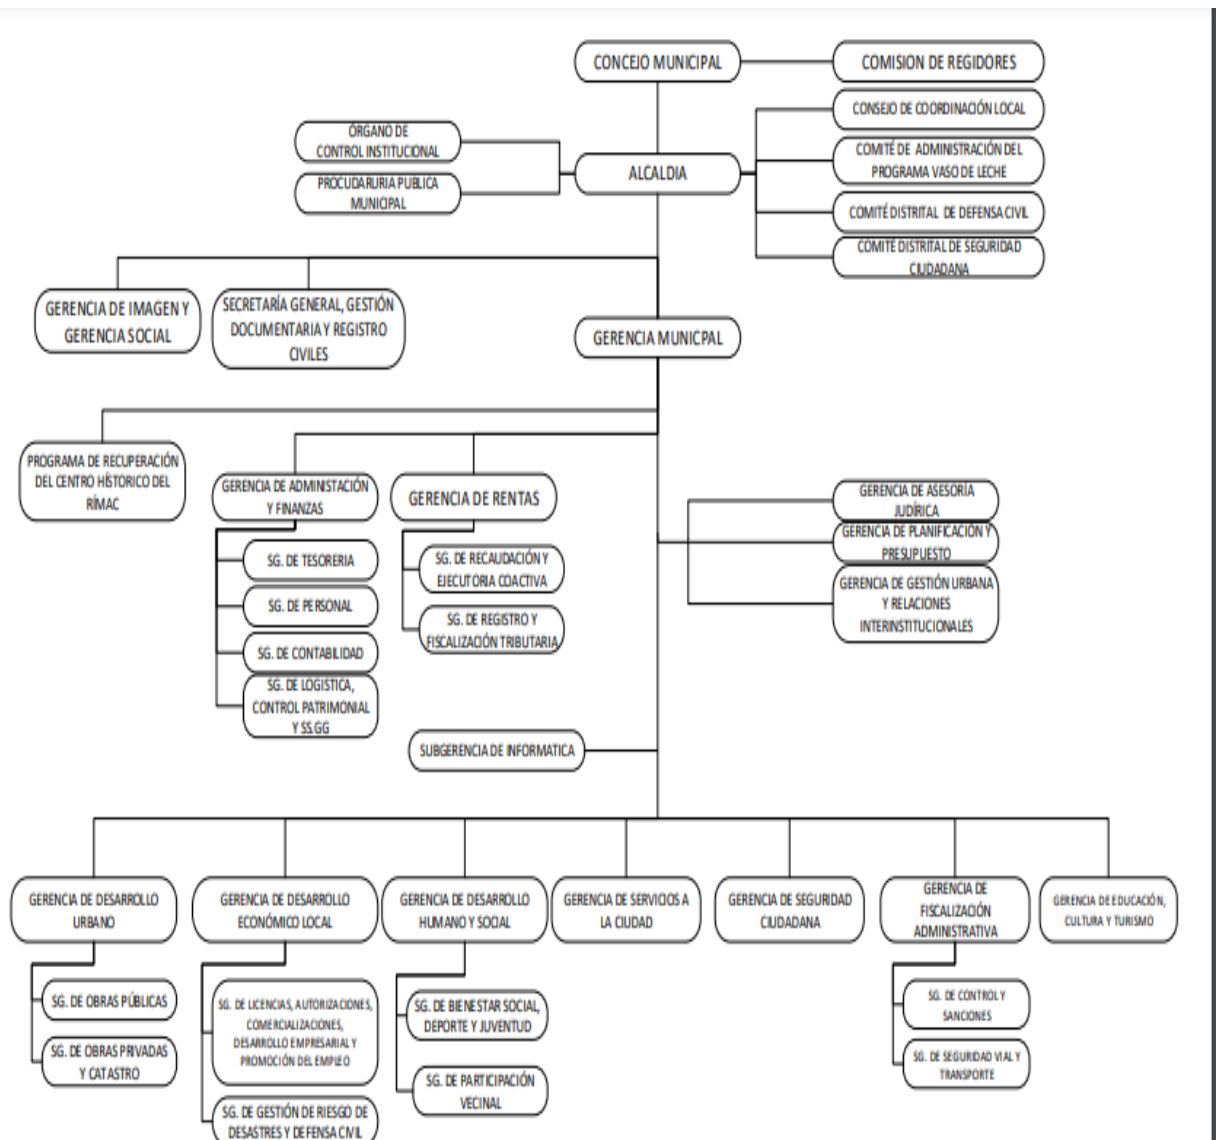 CONCEJO MUNICIPAL
COMISION DE REGIDORES
CONSEJO DE COORDINACIÓN LOCAL
ÓRGANO DE
CONTROL INSTITUCIONAL
COMITÉ DE ADMINISTRACIÓN DEL
PROGRAMA VASO DE LECHE
ALCALDIA
PROCUDARURIA PUBLICA
MUNICIPAL
COMITÉ DISTRITAL DE DEFENSA CIVIL
COMITÉ DISTRITAL DE SEGURIDAD
CIUDADANA
GERENCIA DE IMAGEN Y
GERENCIA SOCIAL
SECRETARÍA GENERAL, GESTIÓN
DOCUMENTARIA Y REGISTRO
CIVILES
GERENCIA MUNICPAL
PROGRAMA DE RECUPERACIÓN
DEL CENTRO HÍSTORICO DEL
RÍMAC
GERENCIA DE ADMINISTACIÓN
Y FINANZAS
GERENCIA DE RENTAS
GERENCIA DE ASESORÍA
JUDÍRICA
GERENCIA DE PLANIFICACIÓN Y
PRESUPUESTO
GERENCIA DE GESTIÓN URBANA
Y RELACIONES
INTERINSTITUCIONALES
SG. DE TESORERIA
SG. DE PERSONAL
SG. DE CONTABILIDAD
SG. DE LOGISTICA,
CONTROL PATRIMONIAL
Y SS.GG
SG. DE RECAUDACIÓN Y
EJECUTORIA COACTIVA
SG. DE REGISTRO Y
FISCALIZACIÓN TRIBUTARIA
SUBGERENCIA DE INFORMATICA
GERENCIA DE DESARROLLO
URBANO
GERENCIA DE DESARROLLO
ECONÓMICO LOCAL
GERENCIA DE DESARROLLO
HUMANO Y SOCIAL
GERENCIA DE SERVICIOS A
LA CIUDAD
GERENCIA DE SEGURIDAD
CIUDADANA
GERENCIA DE
FISCALIZACIÓN
ADMINISTRATIVA
GERENCIA DE EDUCACIÓN,
CULTURA Y TURISMO
SG. DE OBRAS PÚBLICAS
SG. DE OBRAS PRIVADAS
Y CATASTRO
SG. DE LICENCIAS, AUTORIZACIONES,
COMERCIALIZACIONES,
DESARROLLO EMPRESARIAL Y
PROMOCIÓN DEL EMPLEO
SG. DE GESTIÓN DE RIESGO DE
DESASTRES Y DEFENSA CIVIL
SG. DE BIENESTAR SOCIAL,
DEPORTE Y JUVENTUD
SG. DE PARTICIPACIÓN
VECINAL
SG. DE CONTROL Y
SANCIONES
SG. DE SEGURIDAD VIAL Y
TRANSPORTE